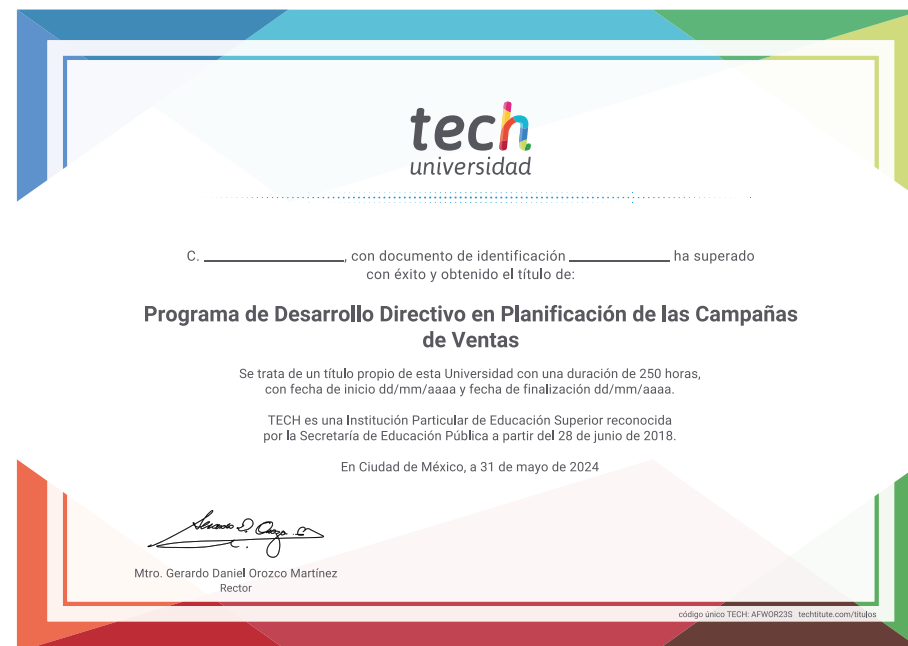 tech
universidad
C. ____________________, con documento de identificación ______________ ha superado
con éxito y obtenido el título de:
Programa de Desarrollo Directivo en Planificación de las Campañas
de Ventas
Se trata de un título propio de esta Universidad con una duración de 250 horas,
con fecha de inicio dd/mm/aaaa y fecha de finalización dd/mm/aaaa.
TECH es una Institución Particular de Educación Superior reconocida
por la Secretaría de Educación Pública a partir del 28 de junio de 2018.
En Ciudad de México, a 31 de mayo de 2024
Mtro. Gerardo Daniel Orozco Martínez
Rector
código único TECH: AFWOR23S techtitute.com/titulos